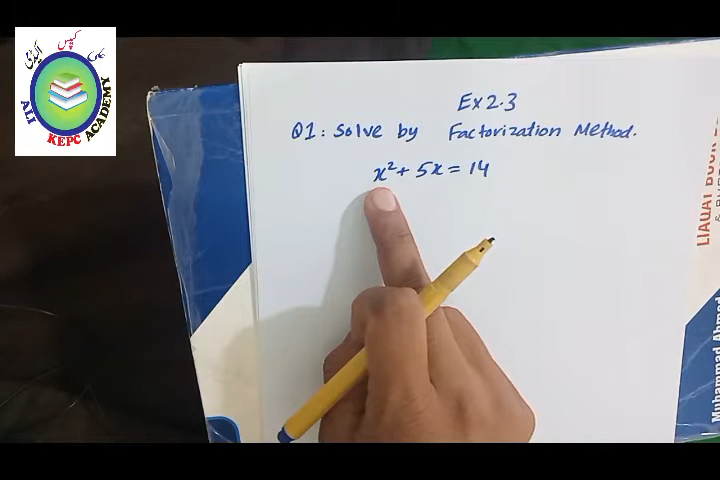 علی کیپس اکیڈمی
ALI KEPC ACADEMY
Ex 2.3
Q1: Solve by Factorization Method.
x² + 5x = 14
LIAQAT BOOK
Muhammad Ahmed